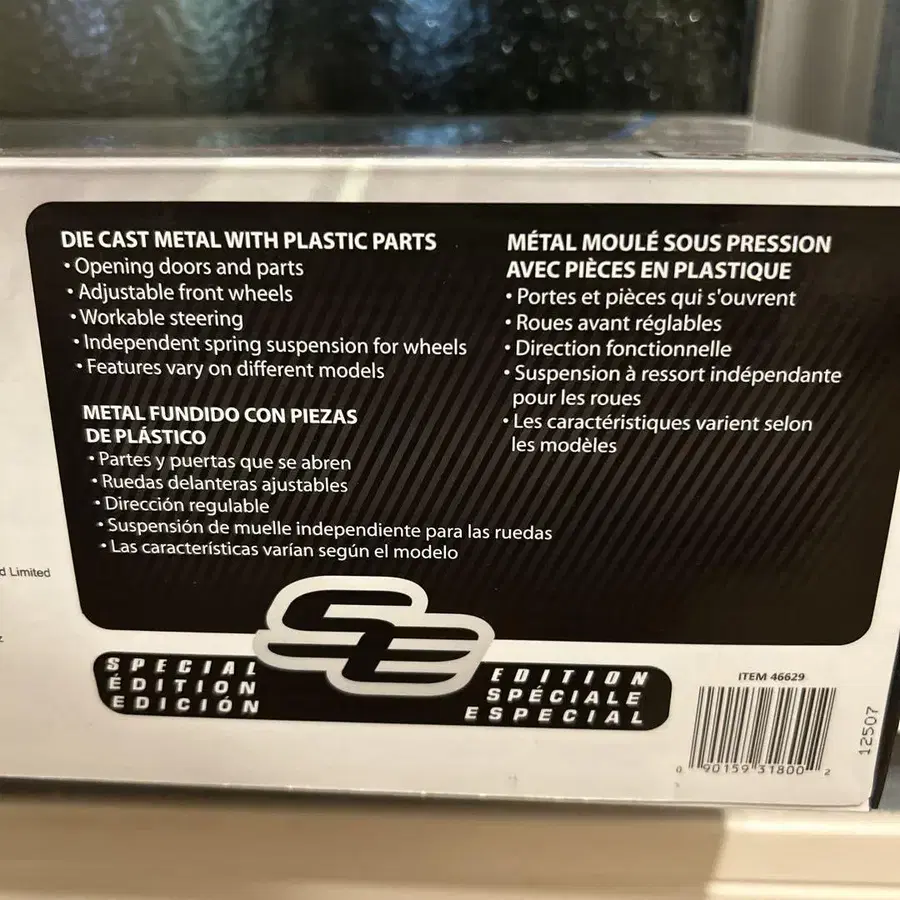 DIE CAST METAL WITH PLASTIC PARTS
• Opening doors and parts
• Adjustable front wheels
• Workable steering
• Independent spring suspension for wheels
• Features vary on different models
METAL FUNDIDO CON PIEZAS
DE PLÁSTICO
• Partes y puertas que se abren
• Ruedas delanteras ajustables
• Dirección regulable
• Suspensión de muelle independiente para las ruedas
• Las características varían según el modelo
MÉTAL MOULÉ SOUS PRESSION
AVEC PIÈCES EN PLASTIQUE
• Portes et pièces qui s'ouvrent
• Roues avant réglables
• Direction fonctionnelle
• Suspension à ressort indépendante
pour les roues
• Les caractéristiques varient selon
les modèles
Limited
SE
SPECIAL EDITION
ÉDITION SPÉCIALE
EDICIÓN ESPECIAL
ITEM 46629
0 90159 31800 2
12507